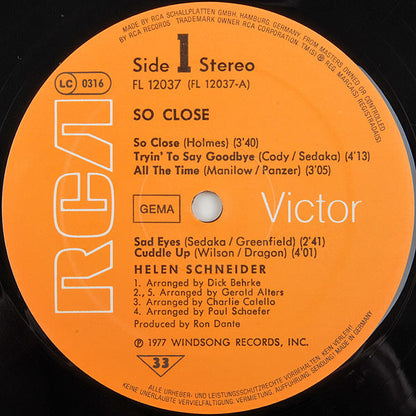 MADE BY RCA SCHALLPLATTEN GMBH, HAMBURG, GERMANY FROM MASTERS OWNED OR CONTROLLED
BY RCA RECORDS. TRADEMARK OWNER RCA CORPORATION. TM(S) ® MARCA(S) REGISTRADA(S)
LC 0316
Side 1 Stereo
FL 12037 (FL 12037-A)
SO CLOSE
So Close (Holmes) (3'40)
Tryin' To Say Goodbye (Cody/Sedaka) (4'13)
All The Time (Manilow/Panzer) (3'05)
RCA
GEMA
Victor
Sad Eyes (Sedaka/Greenfield) (2'41)
Cuddle Up (Wilson/Dragon) (4'01)
HELEN SCHNEIDER
1. Arranged by Dick Behrke
2., 5. Arranged by Gerald Alters
3. Arranged by Charlie Calello
4. Arranged by Paul Schaefer
Produced by Ron Dante
℗ 1977 WINDSONG RECORDS, INC.
33
ALLE URHEBER- UND LEISTUNGSSCHUTZRECHTE VORBEHALTEN. KEIN VERLEIH!
KEINE UNERLAUBTE VERVIELFÄLTIGUNG, VERMIETUNG, AUFFÜHRUNG, SENDUNG!
MADE IN GERMANY